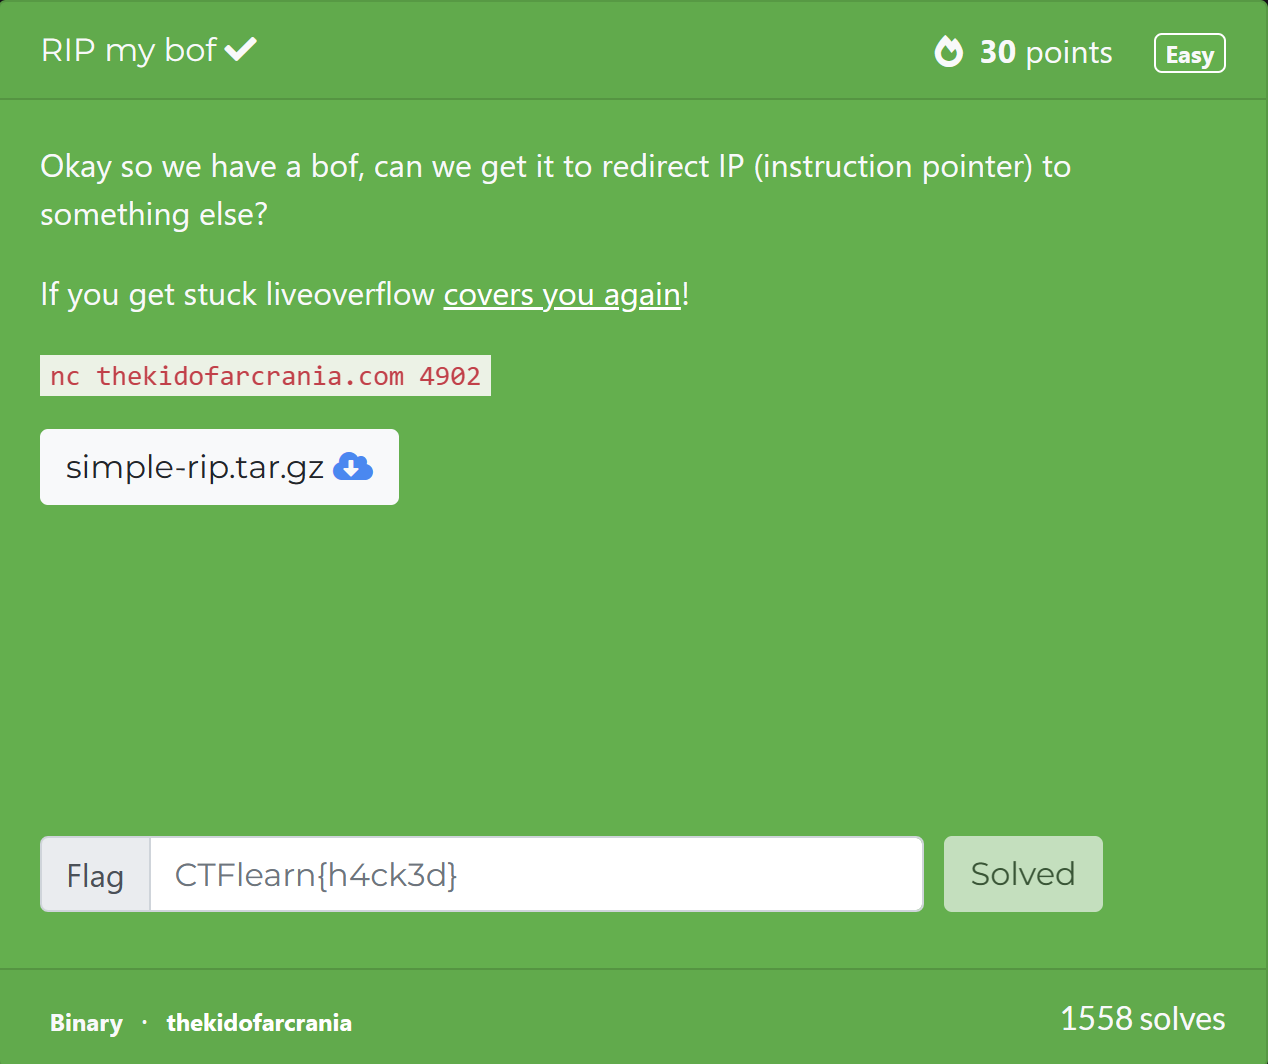 RIP my bof
30 points
Easy
Okay so we have a bof, can we get it to redirect IP (instruction pointer) to
something else?
If you get stuck liveoverflow covers you again!
nc thekidofarcrania.com 4902
simple-rip.tar.gz
Flag
CTFlearn{h4ck3d}
Solved
Binary · thekidofarcrania
1558 solves